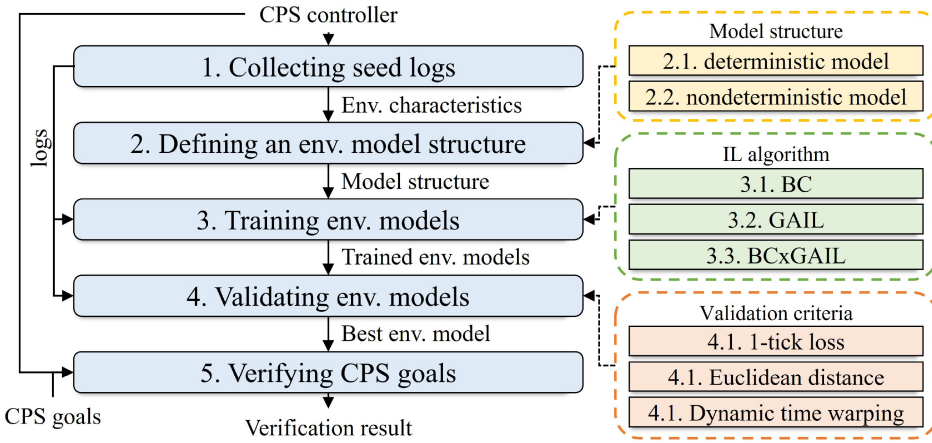 CPS controller
1. Collecting seed logs
Env. characteristics
2. Defining an env. model structure
Model structure
3. Training env. models
Trained env. models
4. Validating env. models
Best env. model
5. Verifying CPS goals
Verification result
logs
CPS goals
Model structure
2.1. deterministic model
2.2. nondeterministic model
IL algorithm
3.1. BC
3.2. GAIL
3.3. BCxGAIL
Validation criteria
4.1. 1-tick loss
4.1. Euclidean distance
4.1. Dynamic time warping